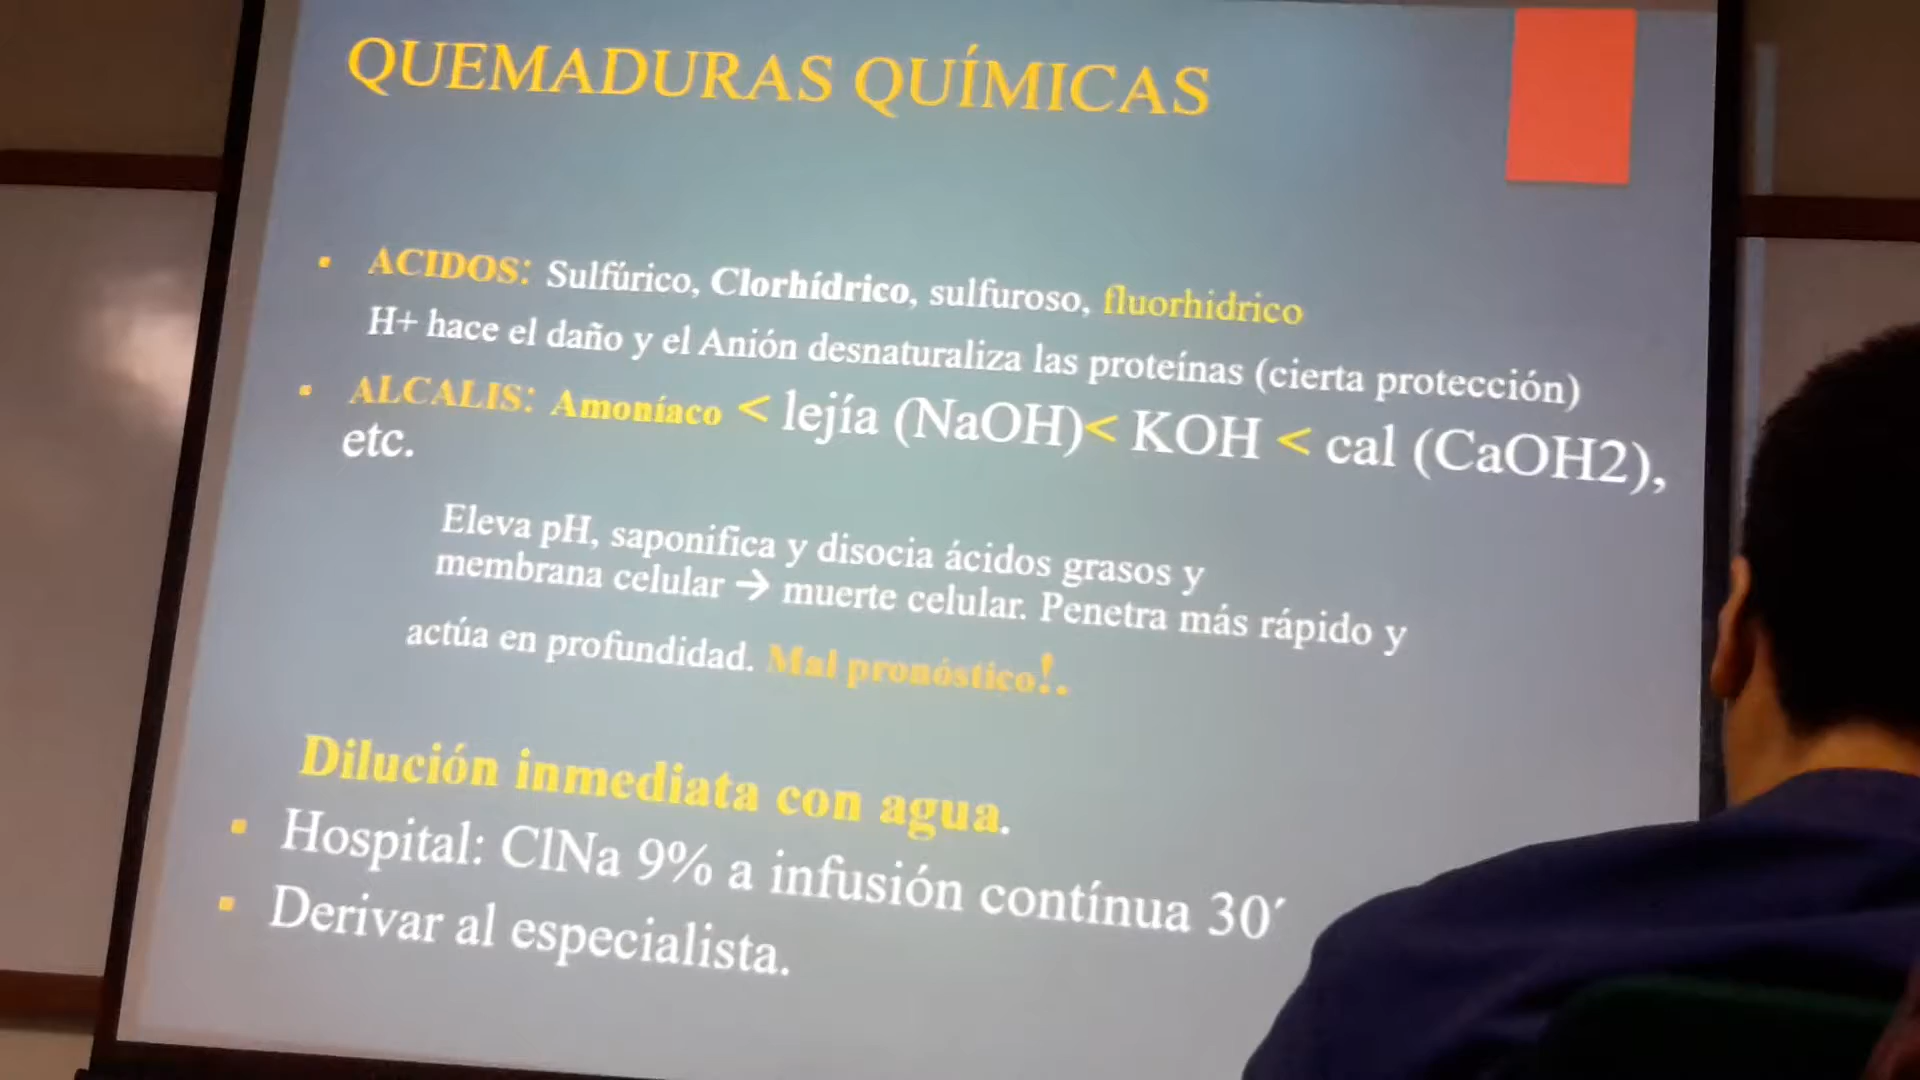 QUEMADURAS QUÍMICAS
▪ ACIDOS: Sulfúrico, Clorhídrico, sulfuroso, fluorhidrico
H+ hace el daño y el Anión desnaturaliza las proteínas (cierta protección)
▪ ALCALIS: Amoníaco < lejía (NaOH)< KOH < cal (CaOH2),
etc.
Eleva pH, saponifica y disocia ácidos grasos y
membrana celular → muerte celular. Penetra más rápido y
actúa en profundidad. Mal pronóstico!.
Dilución inmediata con agua.
▪ Hospital: ClNa 9% a infusión contínua 30´
▪ Derivar al especialista.